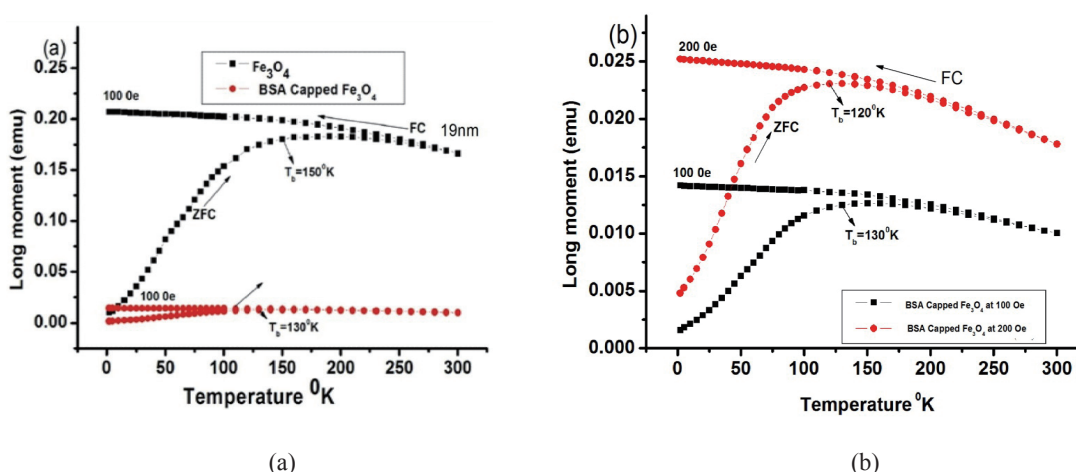 (a)
Fe3O4
BSA Capped Fe3O4
100 0e
FC
19nm
Tb=150⁰K
ZFC
100 0e
Tb=130⁰K
0.25
0.20
0.15
0.10
0.05
0.00
Long moment (emu)
0 50 100 150 200 250 300
Temperature ⁰K
(a)
(b)
200 0e
FC
Tb=120⁰K
ZFC
100 0e
Tb=130⁰K
BSA Capped Fe3O4 at 100 Oe
BSA Capped Fe3O4 at 200 Oe
0.030
0.025
0.020
0.015
0.010
0.005
0.000
Long moment (emu)
0 50 100 150 200 250 300
Temperature ⁰K
(b)